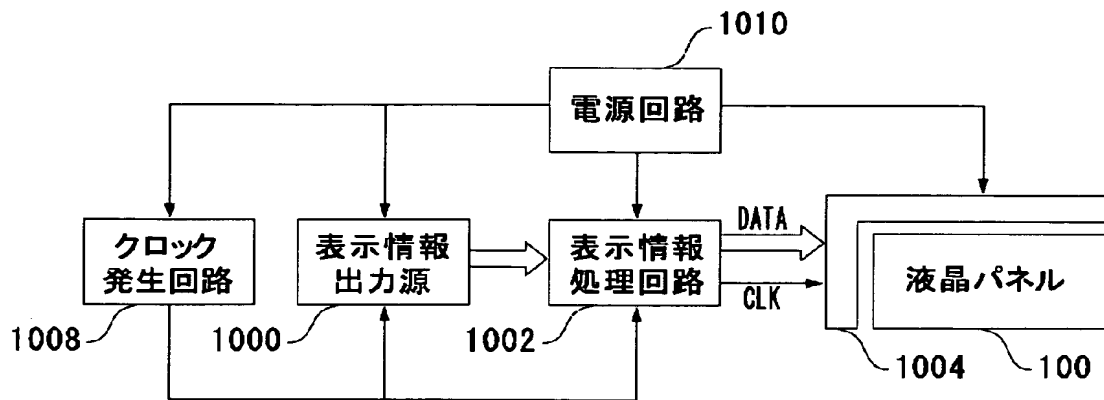 1010
電源回路
クロック
発生回路
表示情報
出力源
表示情報
処理回路
DATA
CLK
液晶パネル
1008
1000
1002
1004
100